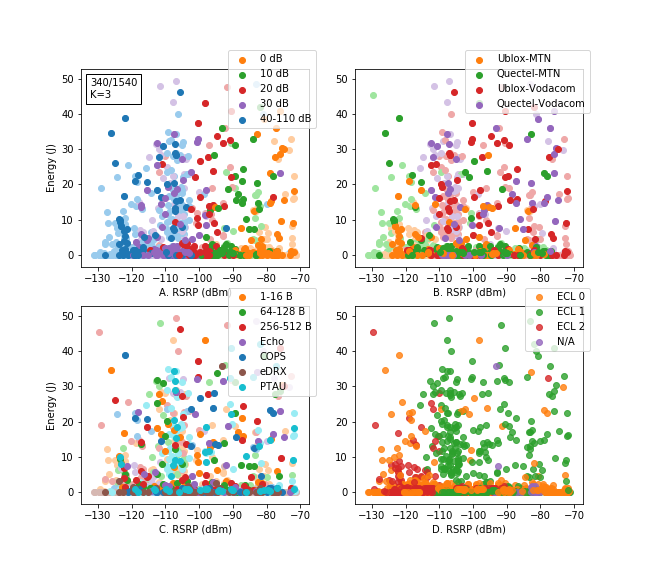 0 dB
10 dB
20 dB
30 dB
40-110 dB
340/1540
K=3
50
40
30
20
10
0
Energy (J)
−130 −120 −110 −100 −90 −80 −70
A. RSRP (dBm)
Ublox-MTN
Quectel-MTN
Ublox-Vodacom
Quectel-Vodacom
50
40
30
20
10
0
−130 −120 −110 −100 −90 −80 −70
B. RSRP (dBm)
1-16 B
64-128 B
256-512 B
Echo
COPS
eDRX
PTAU
50
40
30
20
10
0
Energy (J)
−130 −120 −110 −100 −90 −80 −70
C. RSRP (dBm)
ECL 0
ECL 1
ECL 2
N/A
50
40
30
20
10
0
−130 −120 −110 −100 −90 −80 −70
D. RSRP (dBm)